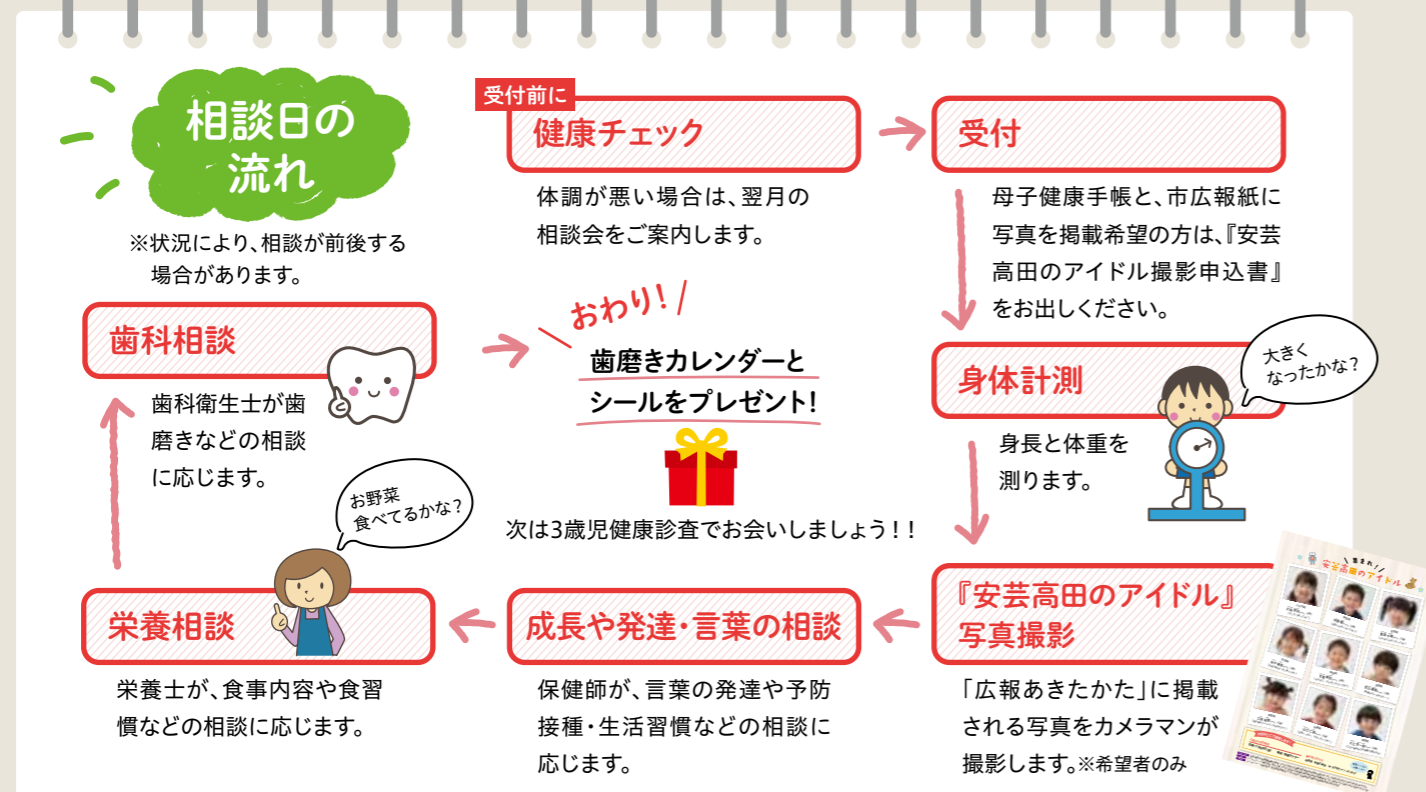 相談日の
流れ
※状況により、相談が前後する
場合があります。
受付前に
健康チェック
体調が悪い場合は、翌月の
相談会をご案内します。
受付
母子健康手帳と、市広報紙に
写真を掲載希望の方は、『安芸
高田のアイドル撮影申込書』
をお出しください。
身体計測
大きく
なったかな?
身長と体重を
測ります。
『安芸高田のアイドル』
写真撮影
「広報あきたかた」に掲載
される写真をカメラマンが
撮影します。※希望者のみ
集まれ!
安芸高田のアイドル
成長や発達・言葉の相談
保健師が、言葉の発達や予防
接種・生活習慣などの相談に
応じます。
栄養相談
お野菜
食べてるかな?
栄養士が、食事内容や食習
慣などの相談に応じます。
歯科相談
歯科衛生士が歯
磨きなどの相談
に応じます。
おわり!
歯磨きカレンダーと
シールをプレゼント!
次は3歳児健康診査でお会いしましょう!!